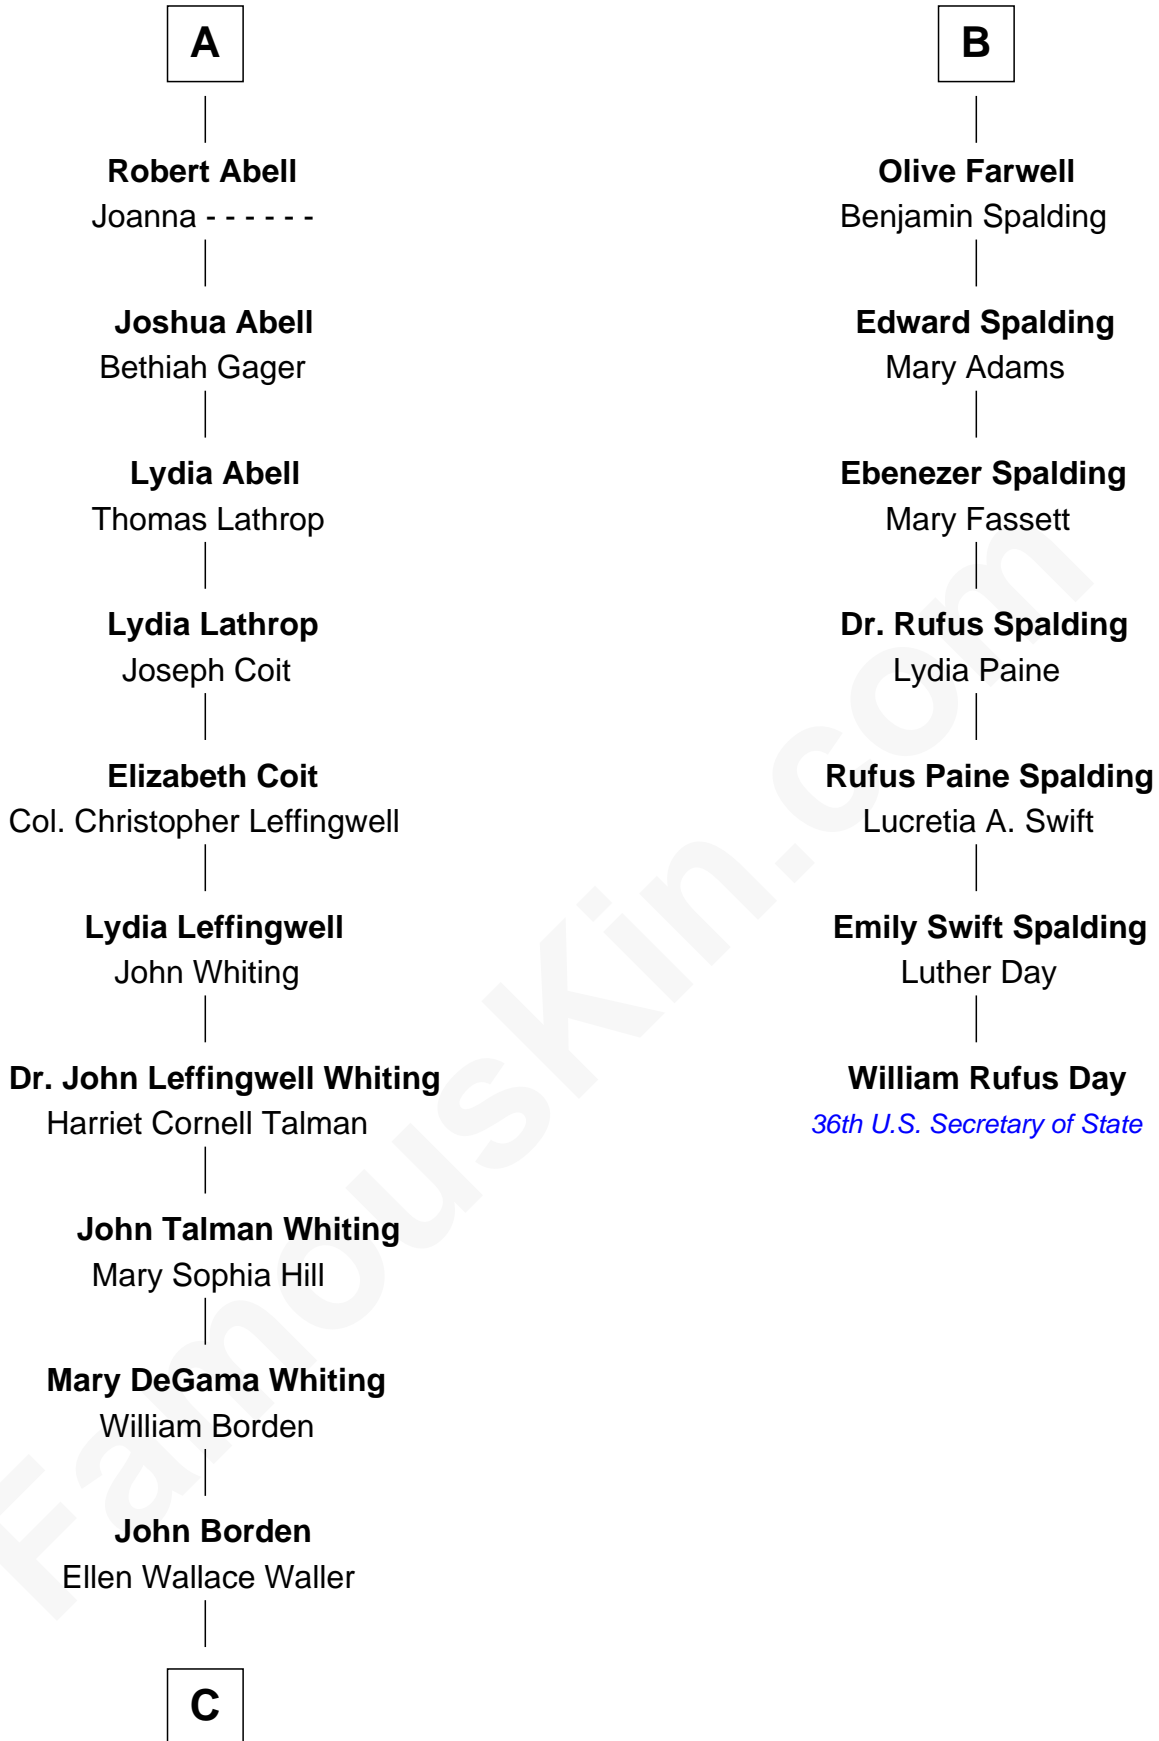 A
Robert Abell
Joanna - - - - - -
Joshua Abell
Bethiah Gager
Lydia Abell
Thomas Lathrop
Lydia Lathrop
Joseph Coit
Elizabeth Coit
Col. Christopher Leffingwell
Lydia Leffingwell
John Whiting
Dr. John Leffingwell Whiting
Harriet Cornell Talman
John Talman Whiting
Mary Sophia Hill
Mary DeGama Whiting
William Borden
John Borden
Ellen Wallace Waller
C
B
Olive Farwell
Benjamin Spalding
Edward Spalding
Mary Adams
Ebenezer Spalding
Mary Fassett
Dr. Rufus Spalding
Lydia Paine
Rufus Paine Spalding
Lucretia A. Swift
Emily Swift Spalding
Luther Day
William Rufus Day
36th U.S. Secretary of State
FamousKin.com